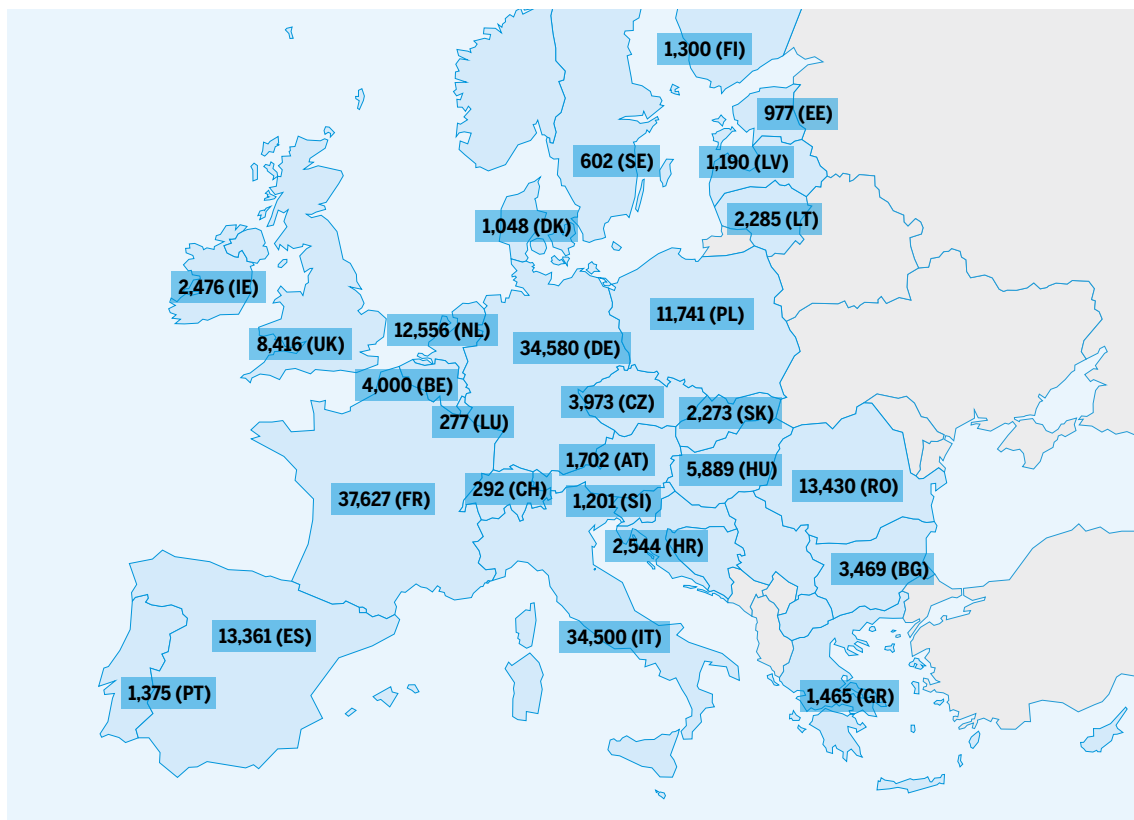 1,300 (FI)
977 (EE)
602 (SE)
1,190 (LV)
2,285 (LT)
1,048 (DK)
2,476 (IE)
11,741 (PL)
12,556 (NL)
8,416 (UK)
34,580 (DE)
4,000 (BE)
3,973 (CZ)
2,273 (SK)
277 (LU)
1,702 (AT)
5,889 (HU)
13,430 (RO)
292 (CH)
37,627 (FR)
1,201 (SI)
2,544 (HR)
3,469 (BG)
13,361 (ES)
34,500 (IT)
1,375 (PT)
1,465 (GR)